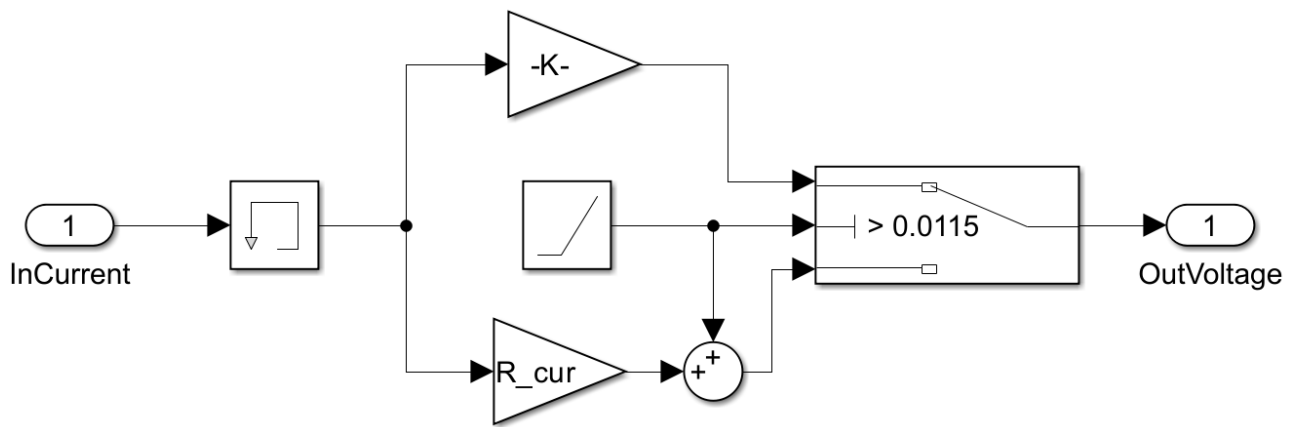 -K-
1
InCurrent
> 0.0115
1
OutVoltage
R_cur
+
+